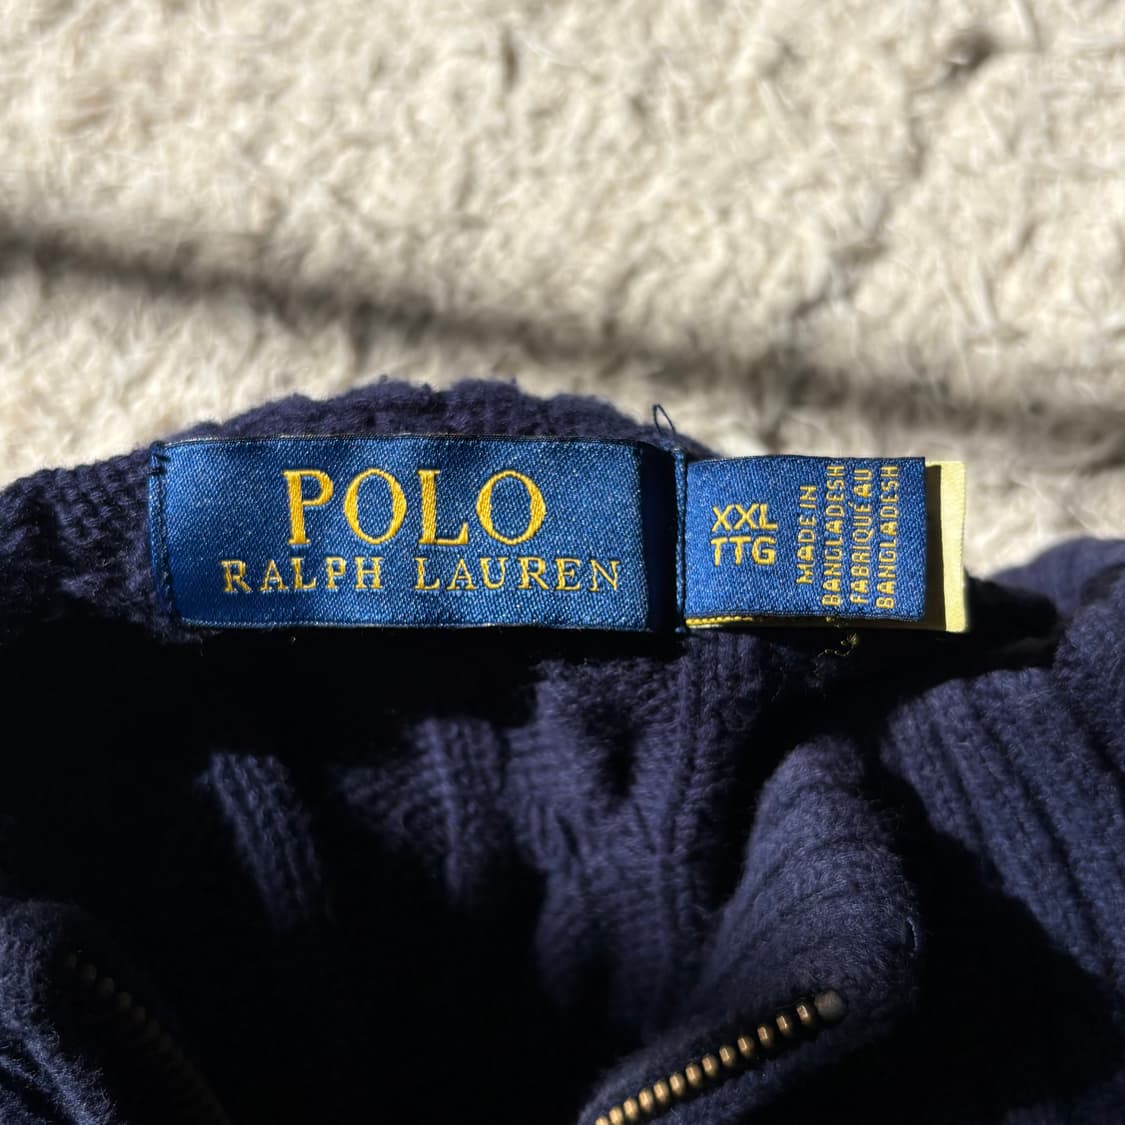 POLO
RALPH LAUREN
XXL
TTG
MADE IN
BANGLADESH
FABRIQUÉ AU
BANGLADESH